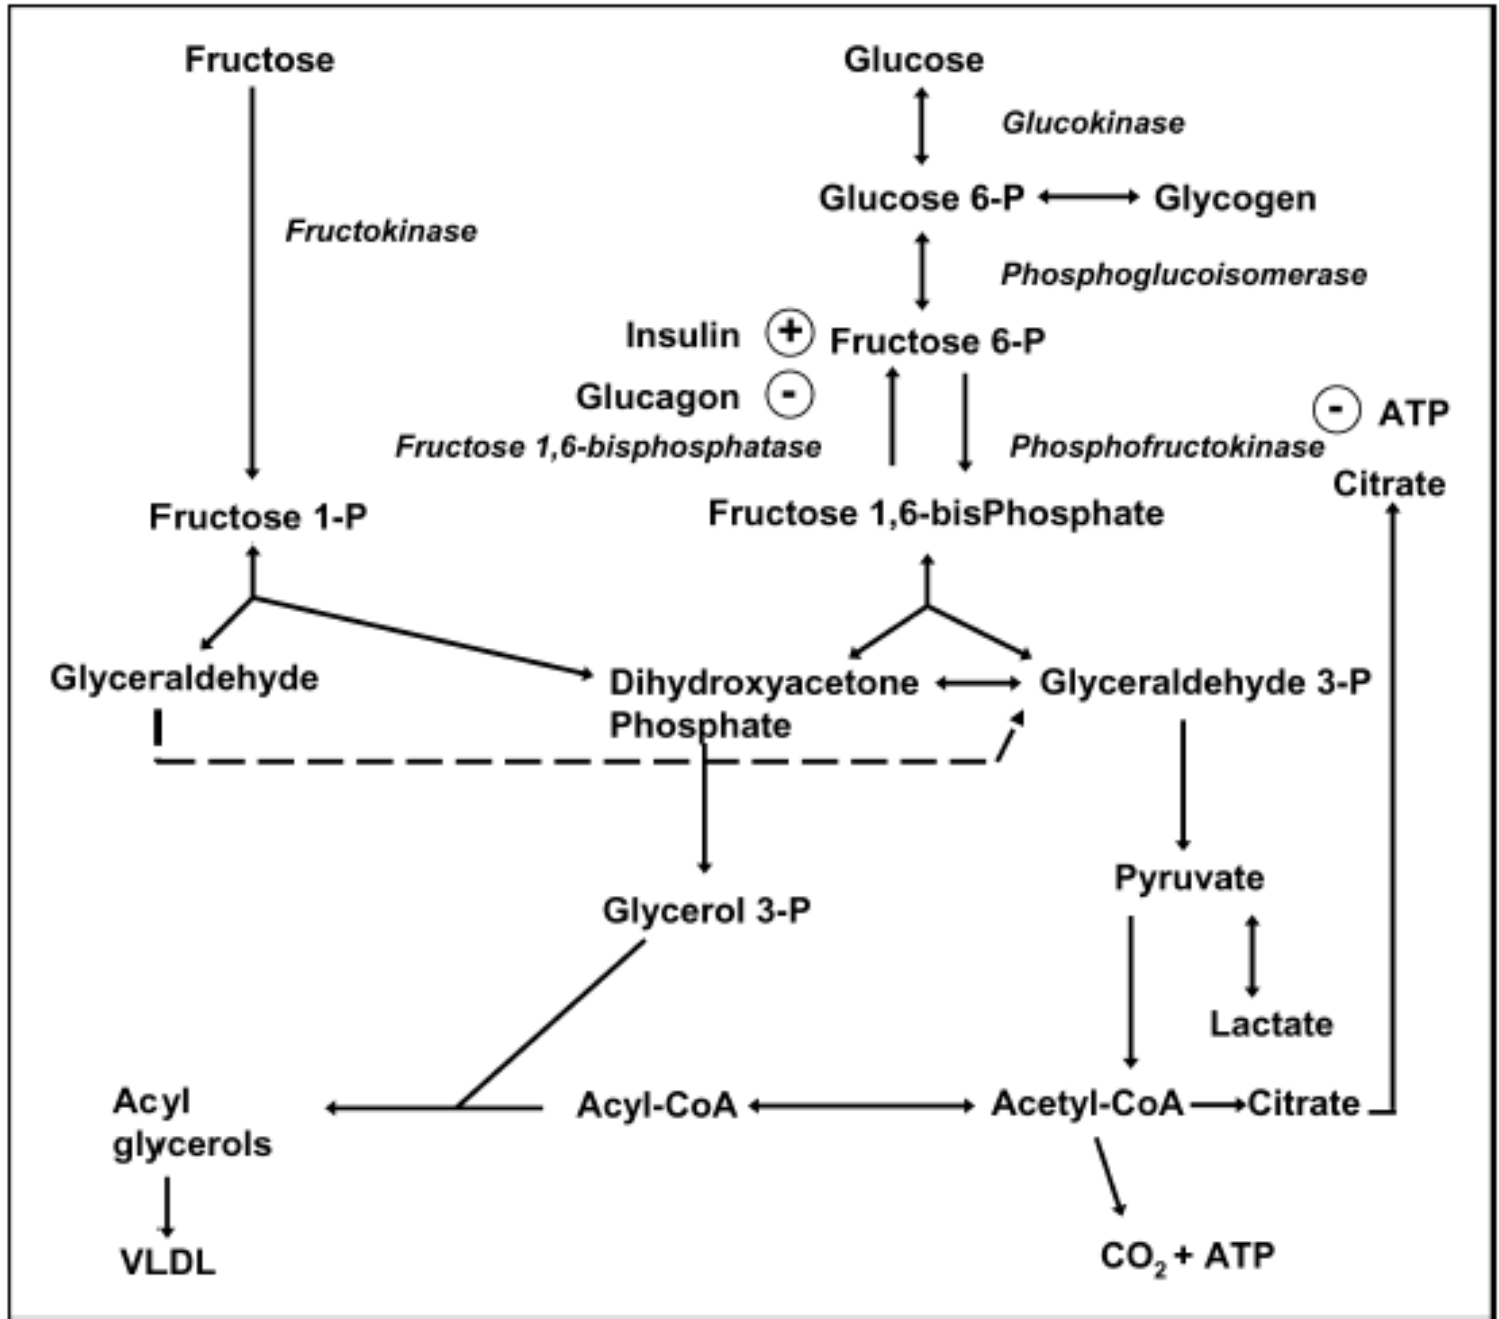 Fructose
Glucose
Glucokinase
Glucose 6-P
Glycogen
Fructokinase
Phosphoglucoisomerase
Insulin +
Fructose 6-P
Glucagon -
- ATP
Fructose 1,6-bisphosphatase
Phosphofructokinase
Citrate
Fructose 1-P
Fructose 1,6-bisPhosphate
Glyceraldehyde
Dihydroxyacetone
Phosphate
Glyceraldehyde 3-P
Pyruvate
Glycerol 3-P
Lactate
Acyl
glycerols
Acyl-CoA
Acetyl-CoA
Citrate
VLDL
CO₂ + ATP